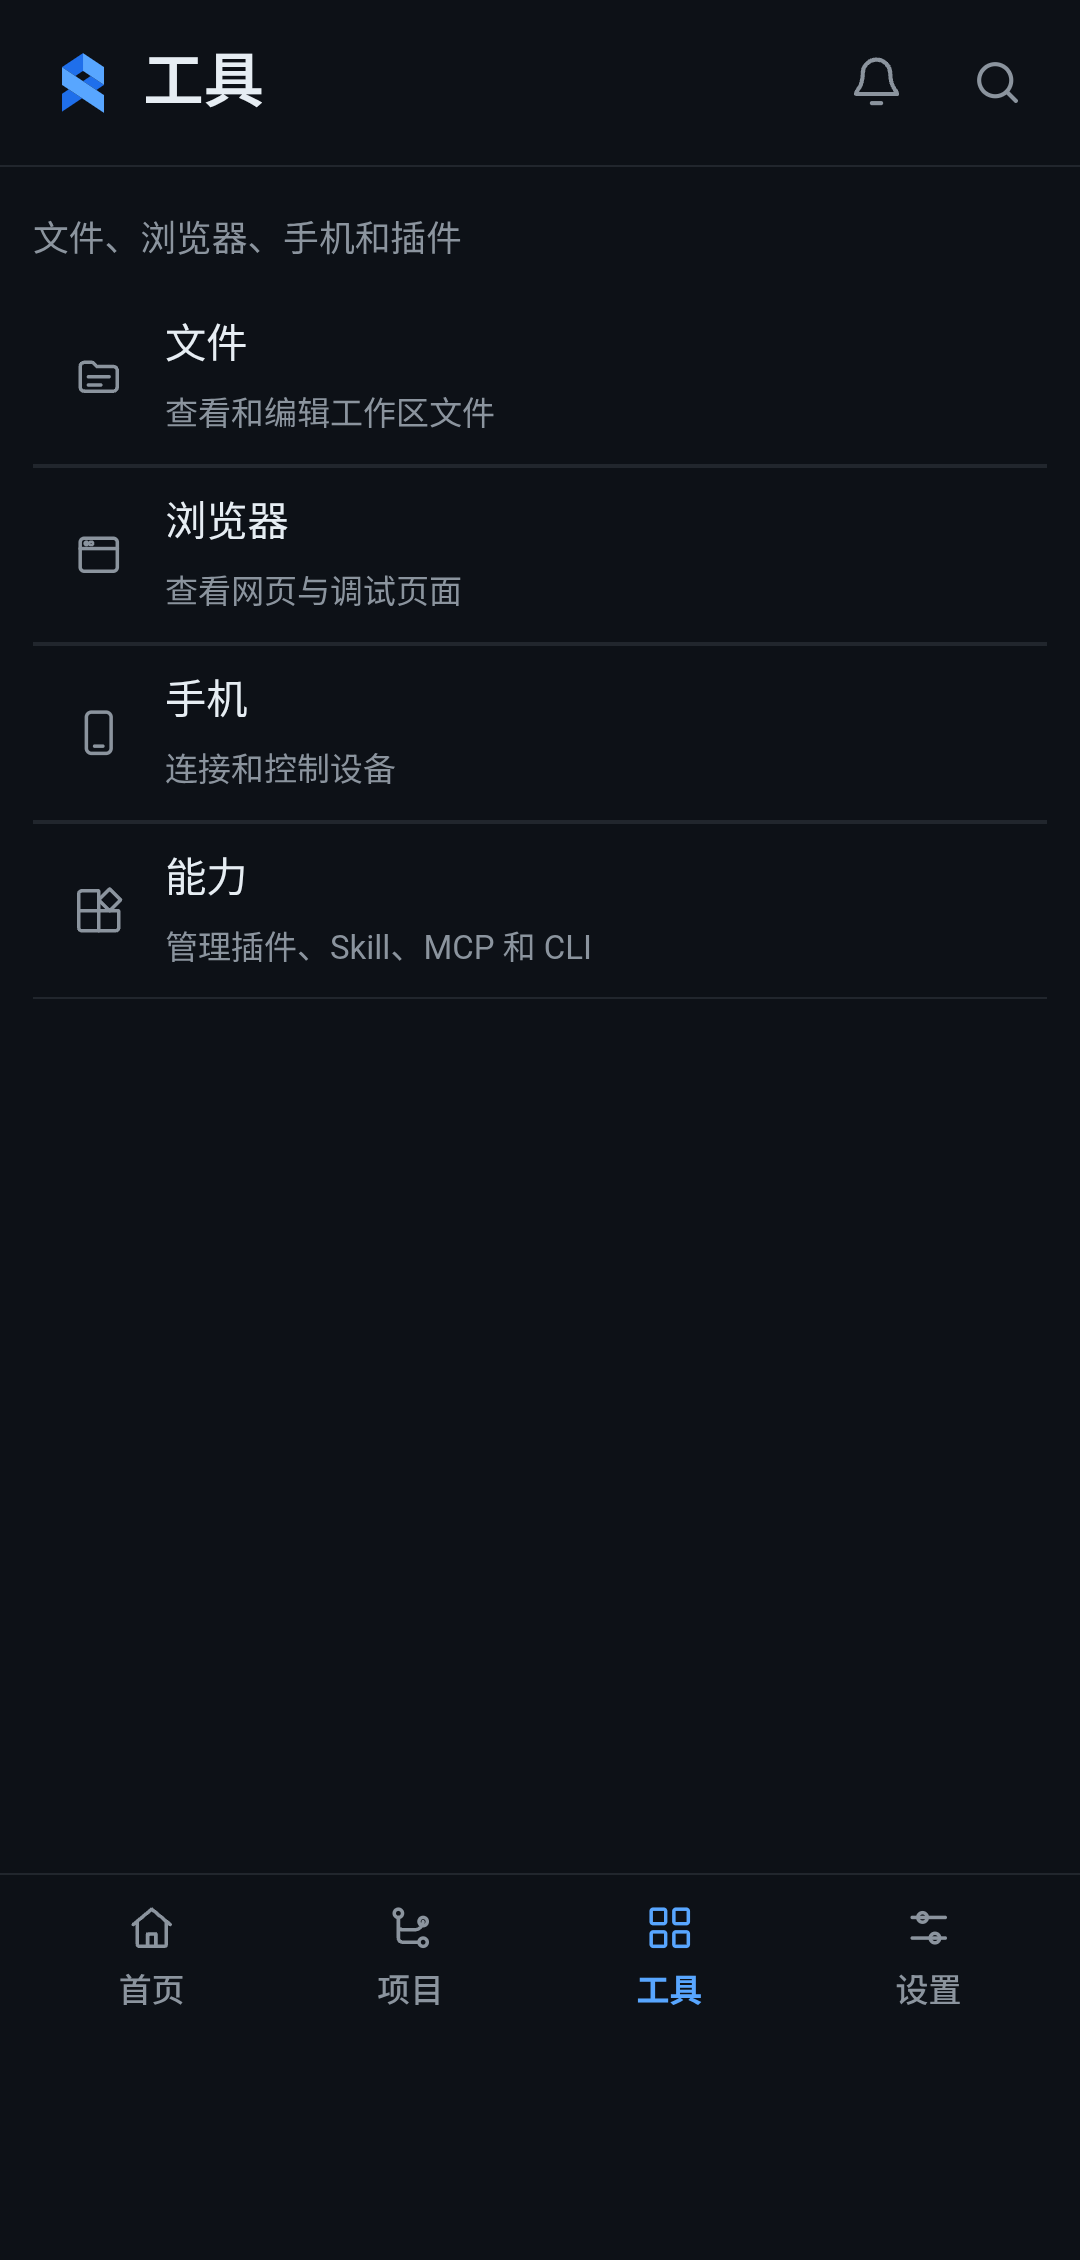 工具
文件、浏览器、手机和插件
文件
查看和编辑工作区文件
浏览器
查看网页与调试页面
手机
连接和控制设备
能力
管理插件、Skill、MCP 和 CLI
首页
项目
工具
设置